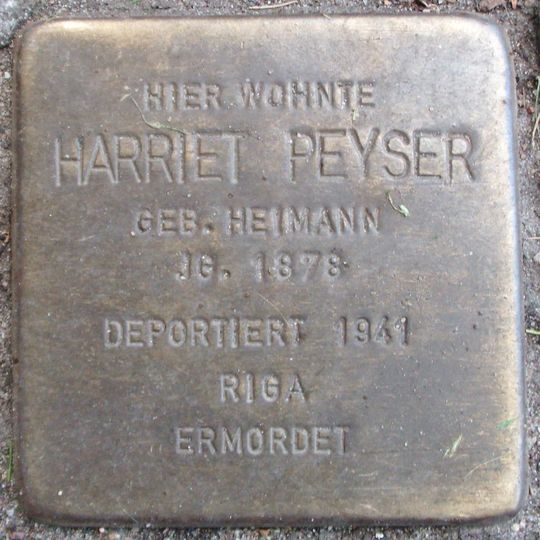 HIER WOHNTE
HARRIET PEYSER
GEB. HEIMANN
JG. 1878
DEPORTIERT 1941
RIGA
ERMORDET